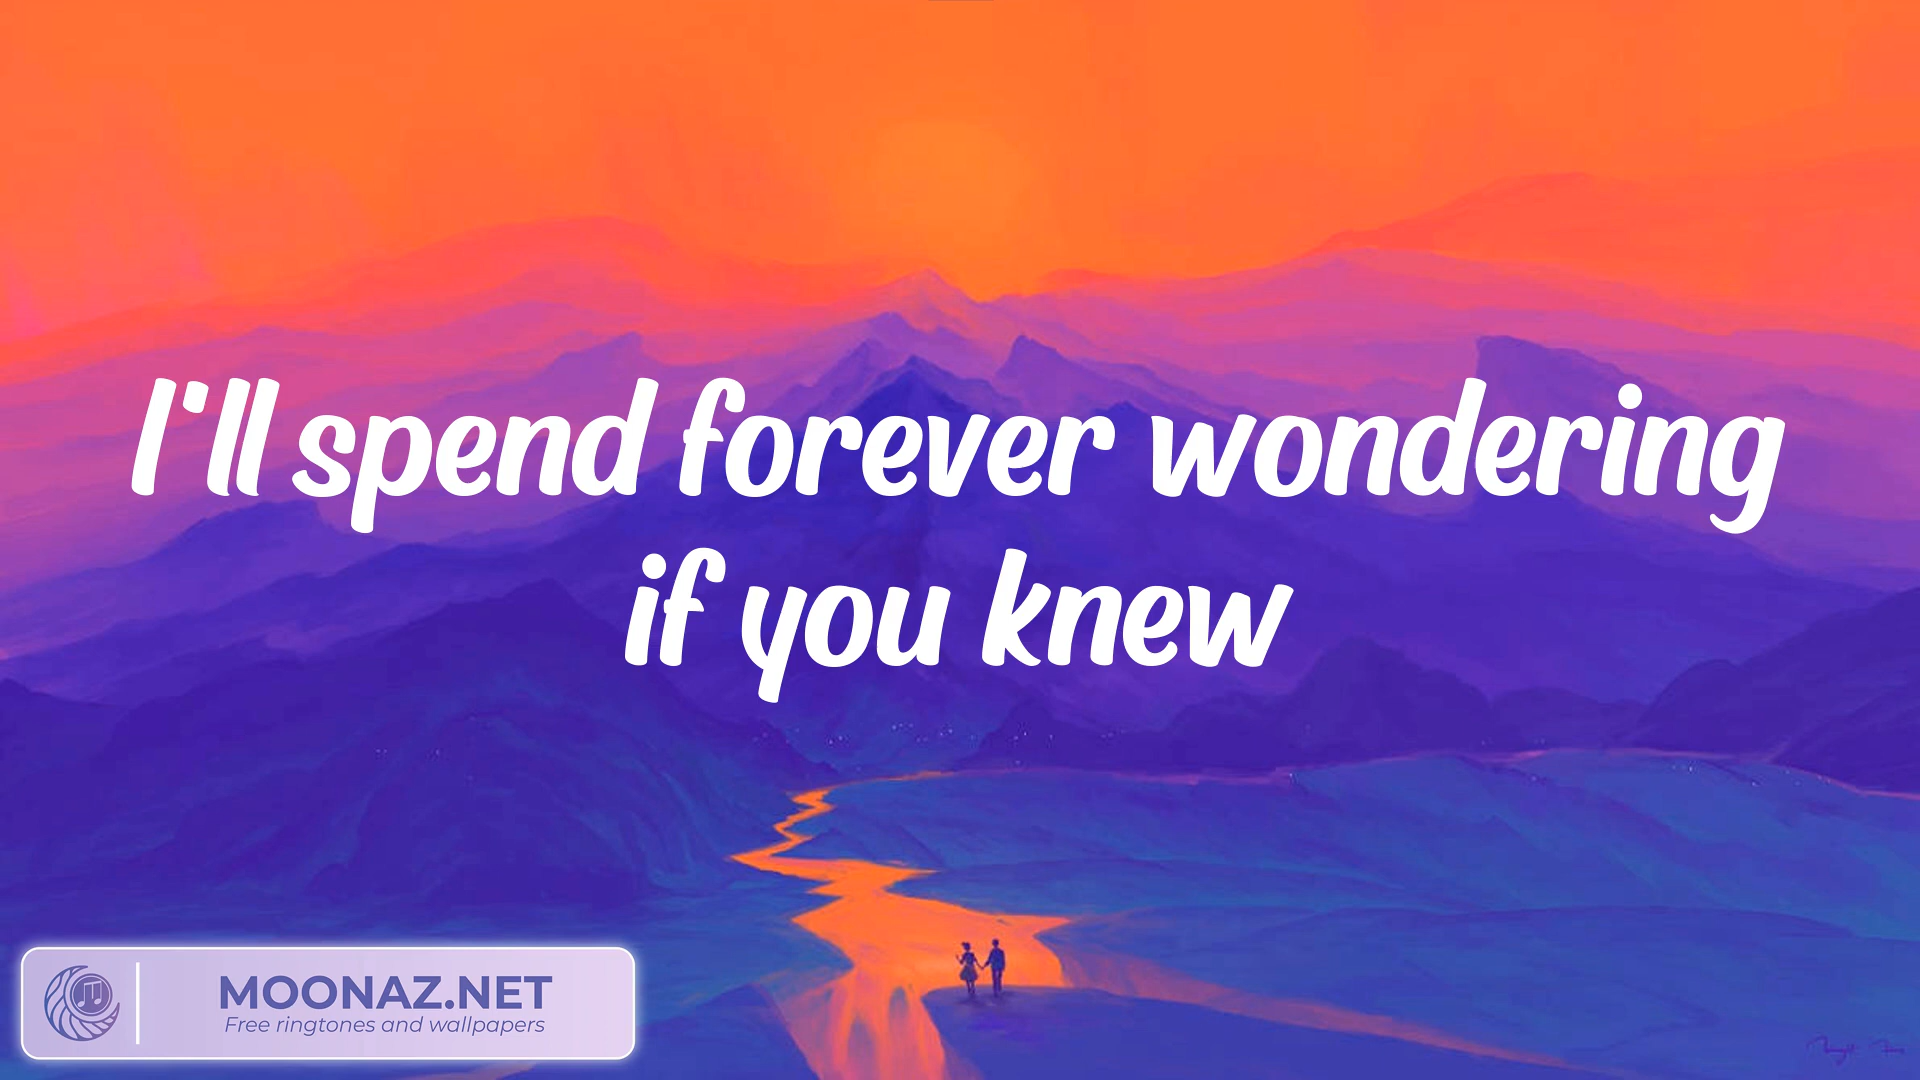 I'll spend forever wondering
if you knew
MOONAZ.NET
Free ringtones and wallpapers